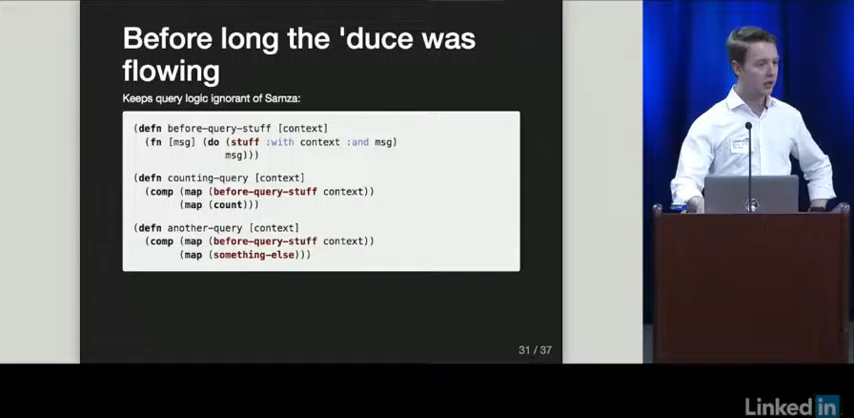 Before long the 'duce was
flowing
Keeps query logic ignorant of Samza:
(defn before-query-stuff [context]
(fn [msg] (do (stuff :with context :and msg)
msg)))
(defn counting-query [context]
(comp (map (before-query-stuff context))
(map (count)))
(defn another-query [context]
(comp (map (before-query-stuff context))
(map (something-else)))
31 / 37
Linked in